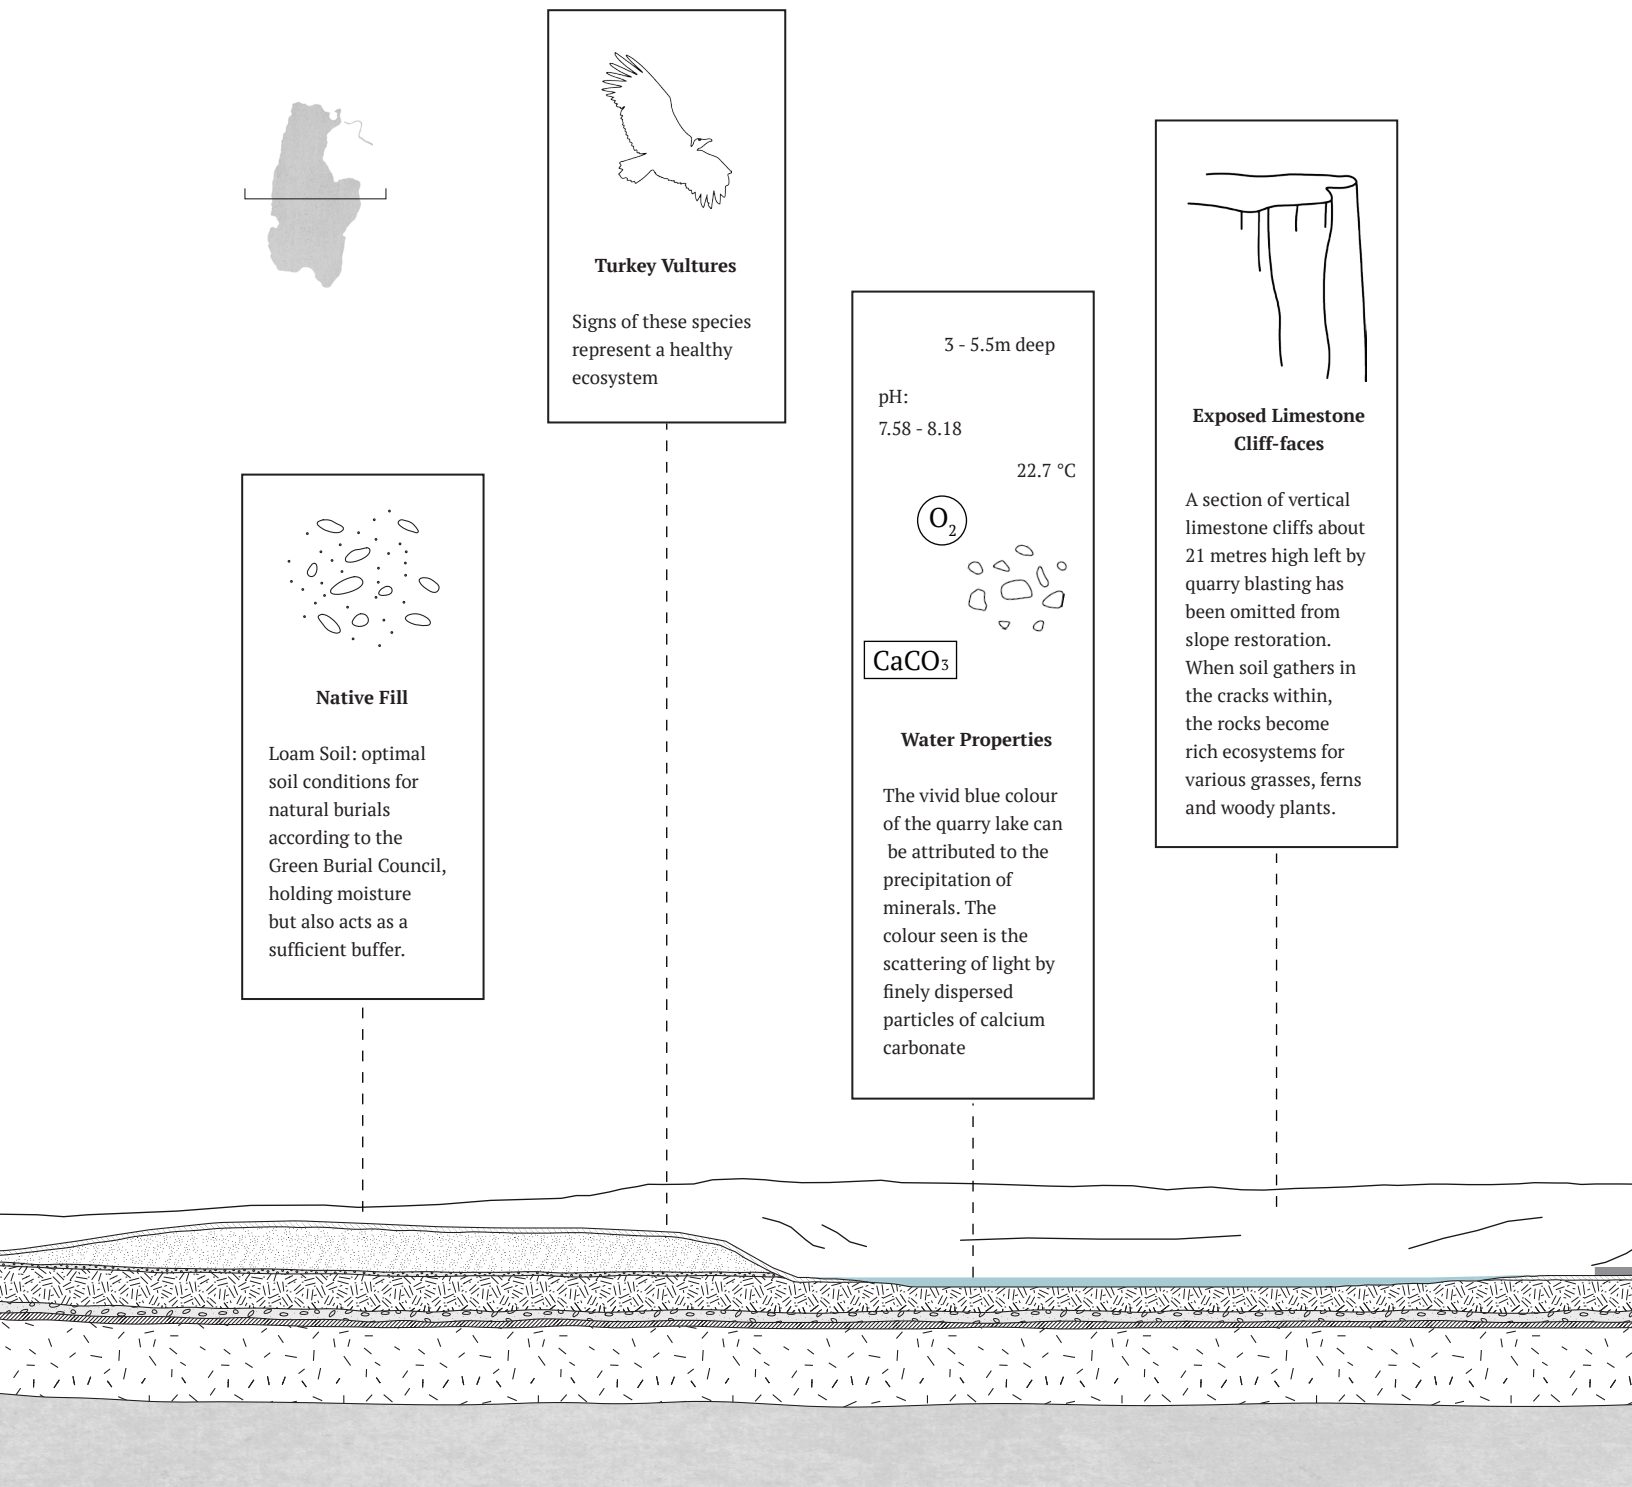 Turkey Vultures
Signs of these species
represent a healthy
ecosystem
Native Fill
Loam Soil: optimal
soil conditions for
natural burials
according to the
Green Burial Council,
holding moisture
but also acts as a
sufficient buffer.
3 - 5.5m deep
pH:
7.58 - 8.18
22.7 °C
O₂
CaCO₃
Water Properties
The vivid blue colour
of the quarry lake can
be attributed to the
precipitation of
minerals. The
colour seen is the
scattering of light by
finely dispersed
particles of calcium
carbonate
Exposed Limestone
Cliff-faces
A section of vertical
limestone cliffs about
21 metres high left by
quarry blasting has
been omitted from
slope restoration.
When soil gathers in
the cracks within,
the rocks become
rich ecosystems for
various grasses, ferns
and woody plants.